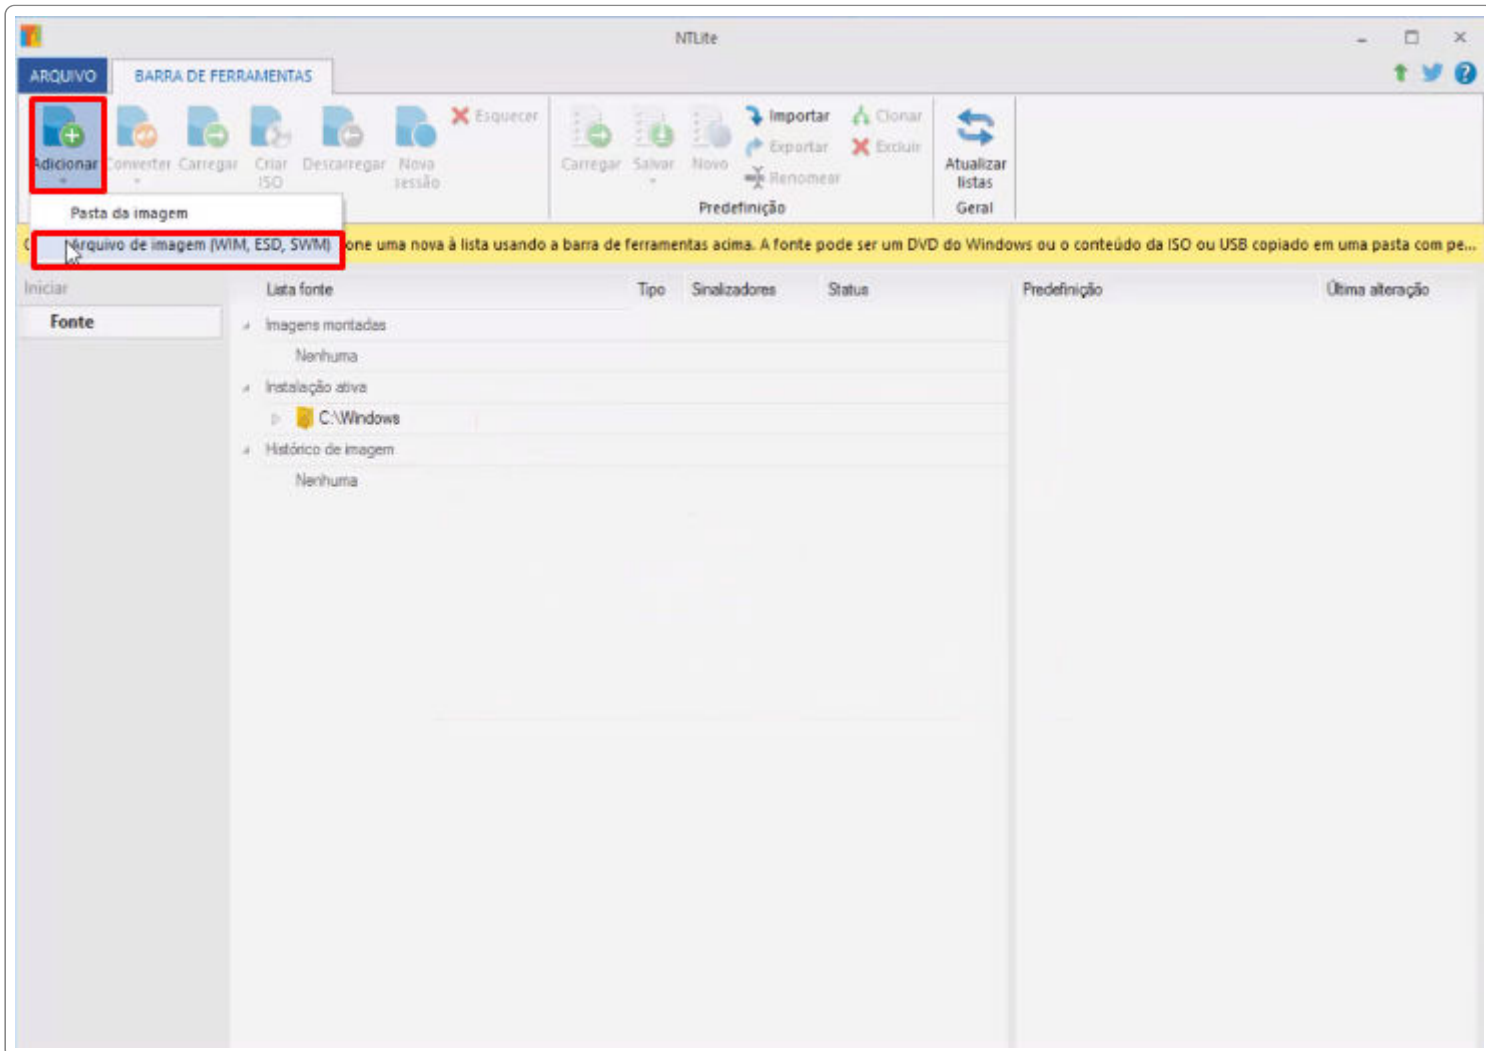 NTLite
ARQUIVO BARRA DE FERRAMENTAS
Adicionar Converter Carregar Criar ISO Descarregar Nova sessão Esquecer
Carregar Salvar Novo Importar Exportar Renomear Clonar Excluir
Atualizar listas
Predefinição Geral
Pasta da imagem
Arquivo de imagem (WIM, ESD, SWM) one uma nova à lista usando a barra de ferramentas acima. A fonte pode ser um DVD do Windows ou o conteúdo da ISO ou USB copiado em uma pasta com pe...
Iniciar Lista fonte Tipo Sinalizadores Status Predefinição Última alteração
Fonte
Imagens montadas
Nenhuma
Instalação ativa
C:\Windows
Histórico de imagem
Nenhuma